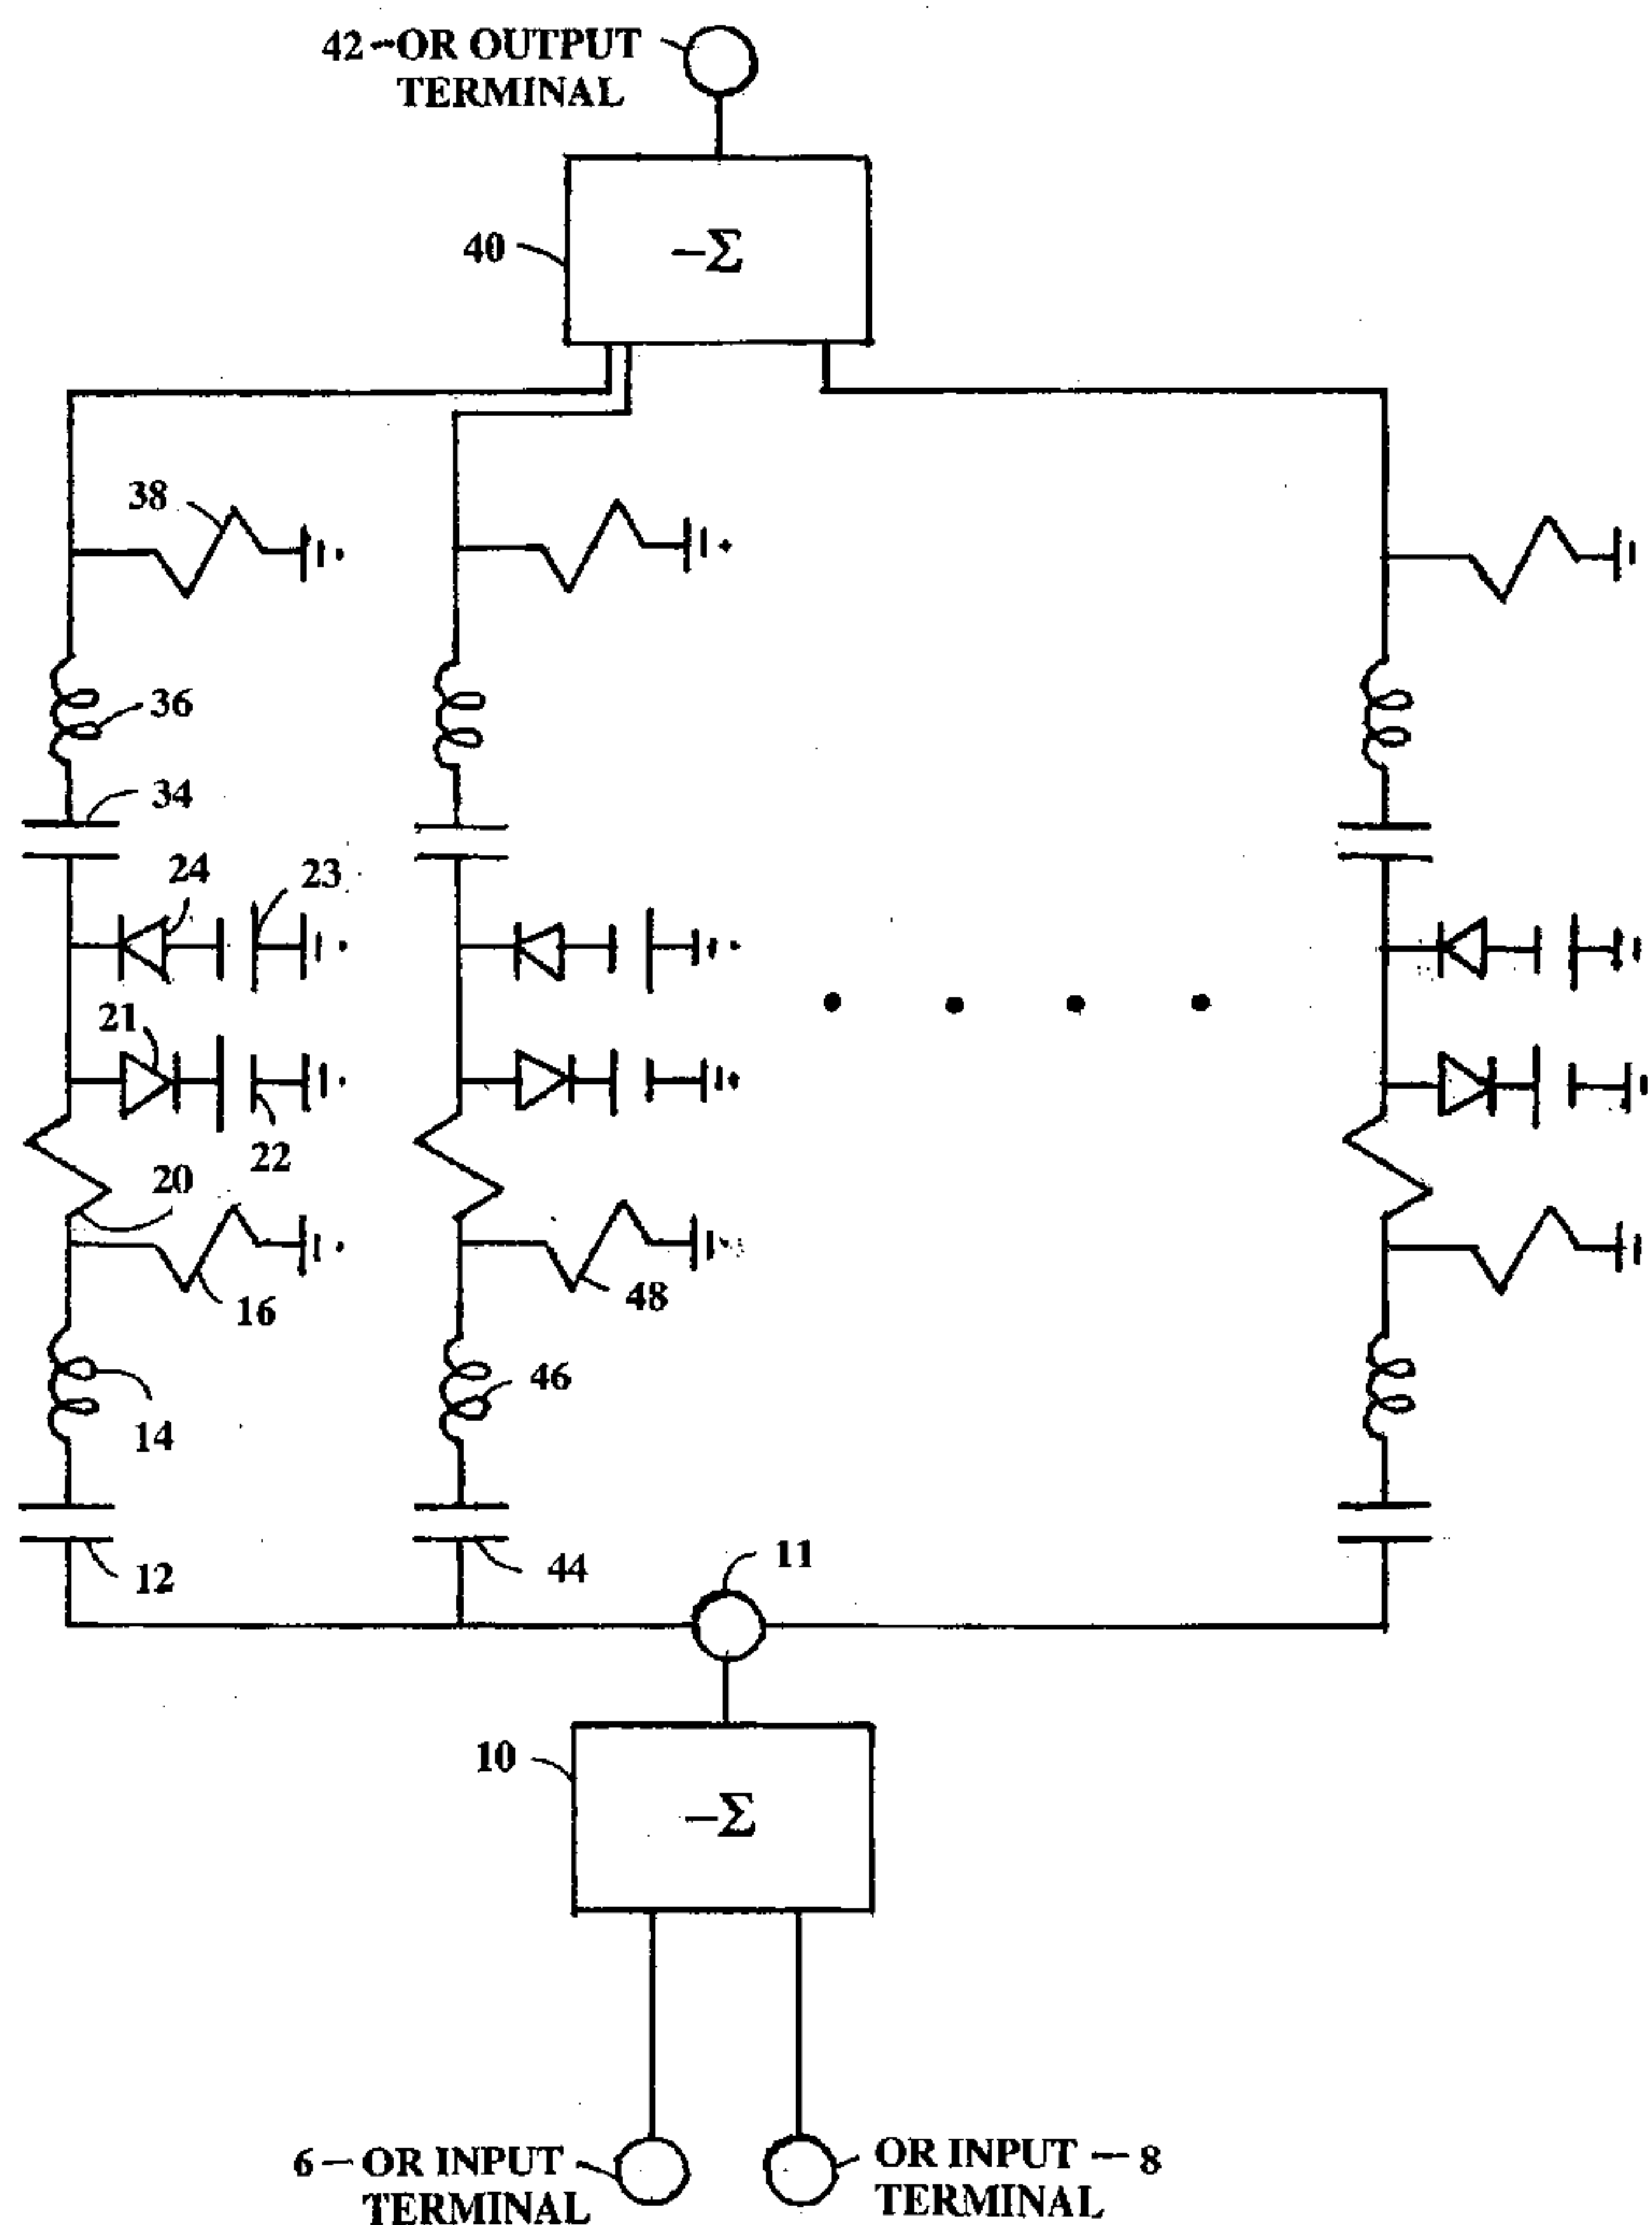 42-OR OUTPUT
TERMINAL
40
-Σ
38
36
34
24
23
21
22
20
16
48
14
46
12
44
11
10
-Σ
6-OR INPUT
TERMINAL
OR INPUT-8
TERMINAL